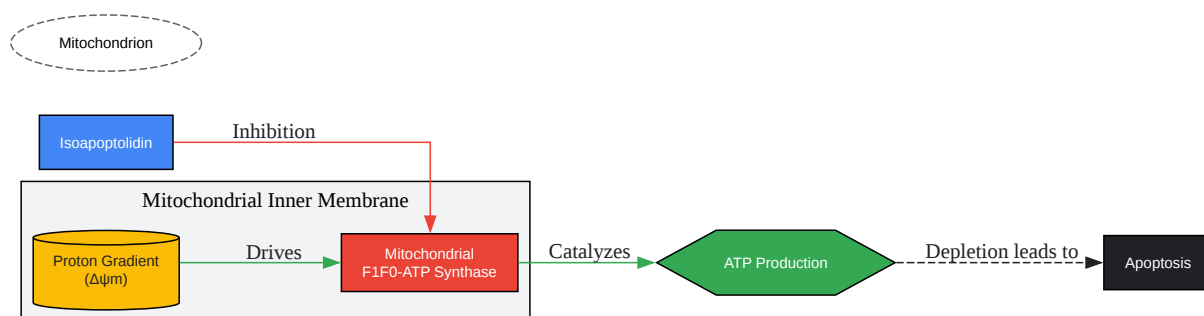 Mitochondrion
Isoapoptolidin
Inhibition
Mitochondrial Inner Membrane
Proton Gradient
(Δψm)
Drives
Mitochondrial
F1F0-ATP Synthase
Catalyzes
ATP Production
Depletion leads to
Apoptosis